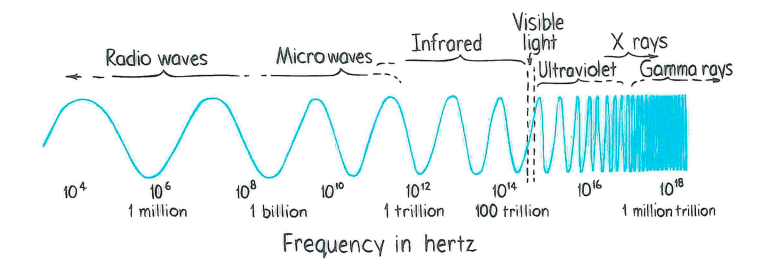 Visible
light
Radio waves
Microwaves
Infrared
X rays
Ultraviolet
Gamma rays
10⁴ 10⁶ 10⁸ 10¹⁰ 10¹² 10¹⁴ 10¹⁶ 10¹⁸
1 million 1 billion 1 trillion 100 trillion 1 million trillion
Frequency in hertz